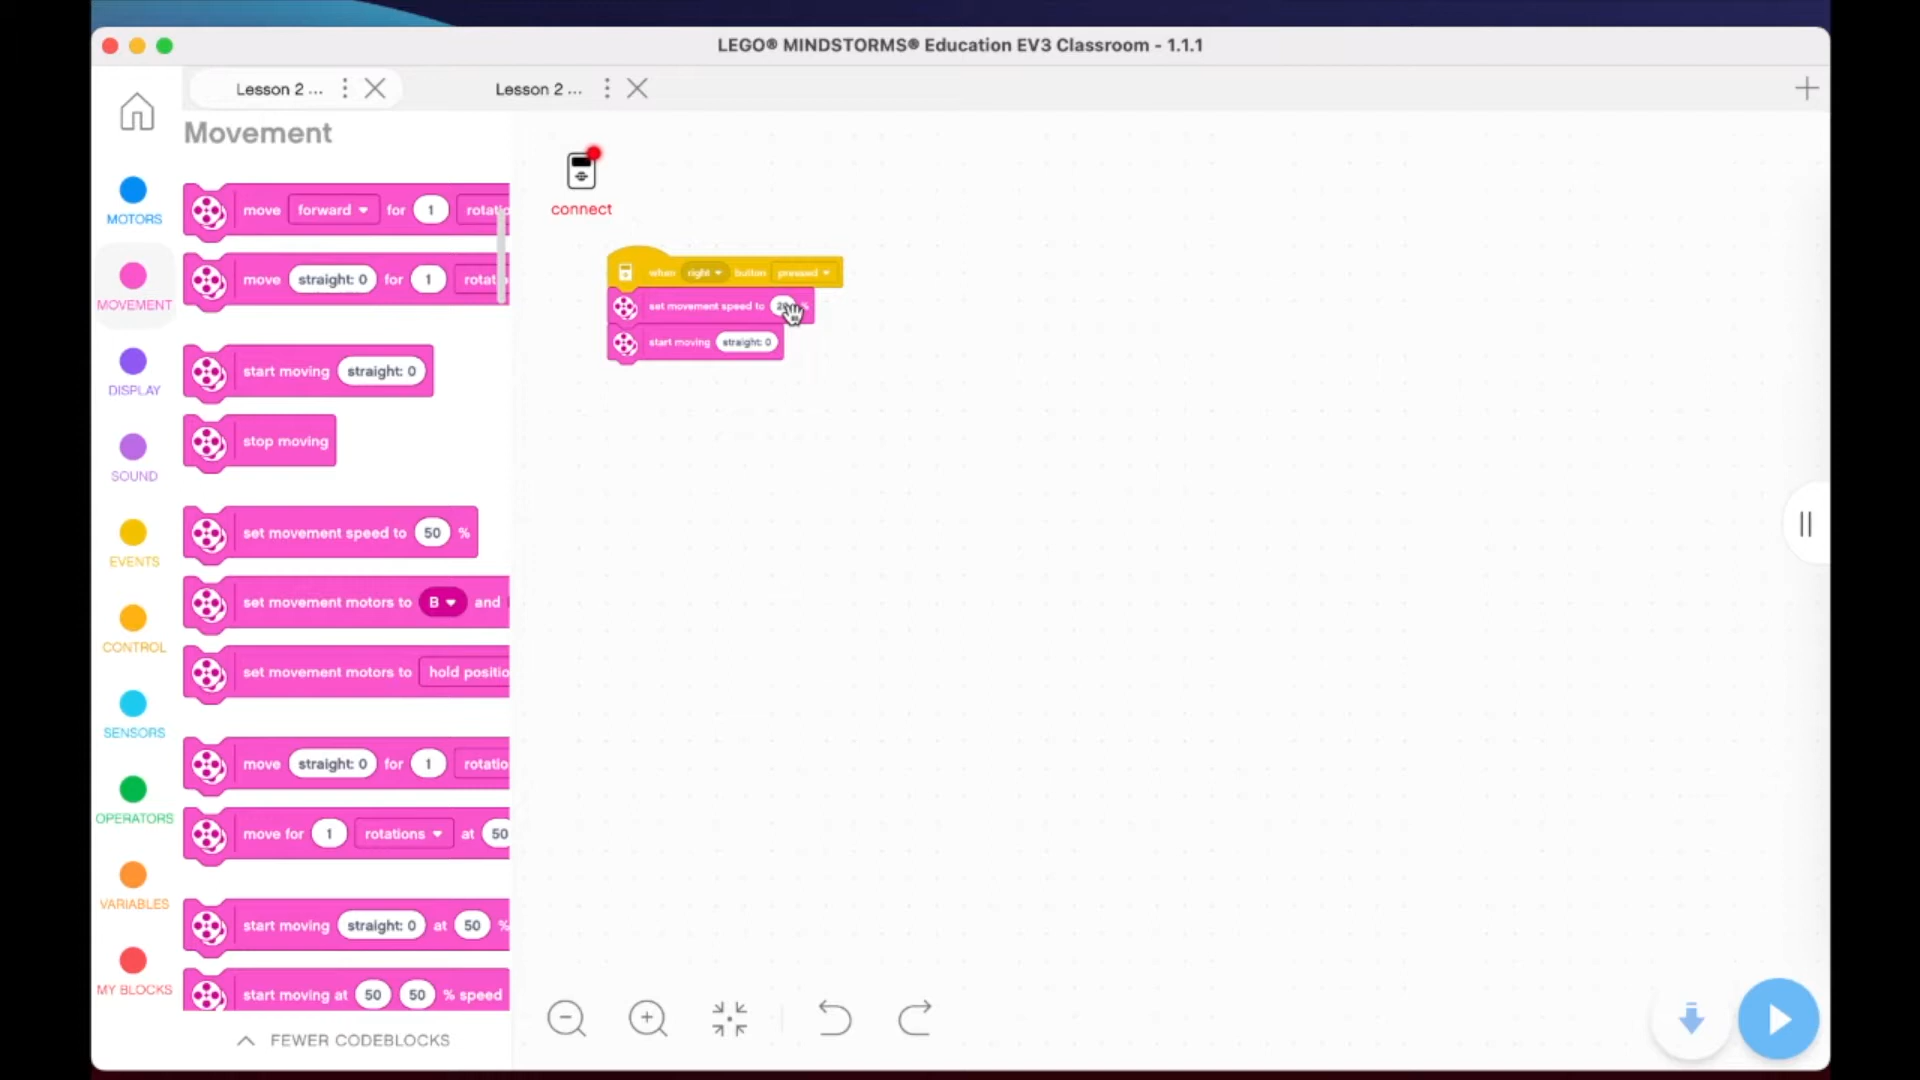 LEGO® MINDSTORMS® Education EV3 Classroom - 1.1.1
Lesson 2 ...
Lesson 2 ...
Movement
MOTORS
MOVEMENT
DISPLAY
SOUND
EVENTS
CONTROL
SENSORS
OPERATORS
VARIABLES
MY BLOCKS
move forward for 1
move straight: 0 for 1
start moving straight: 0
stop moving
set movement speed to 50 %
set movement motors to B and
set movement motors to hold
move straight: 0 for 1
move for 1 rotations at 50
start moving straight: 0 at 50 %
start moving at 50 50 % speed
FEWER CODEBLOCKS
connect
when right button pressed
set movement speed to %
start moving straight: 0